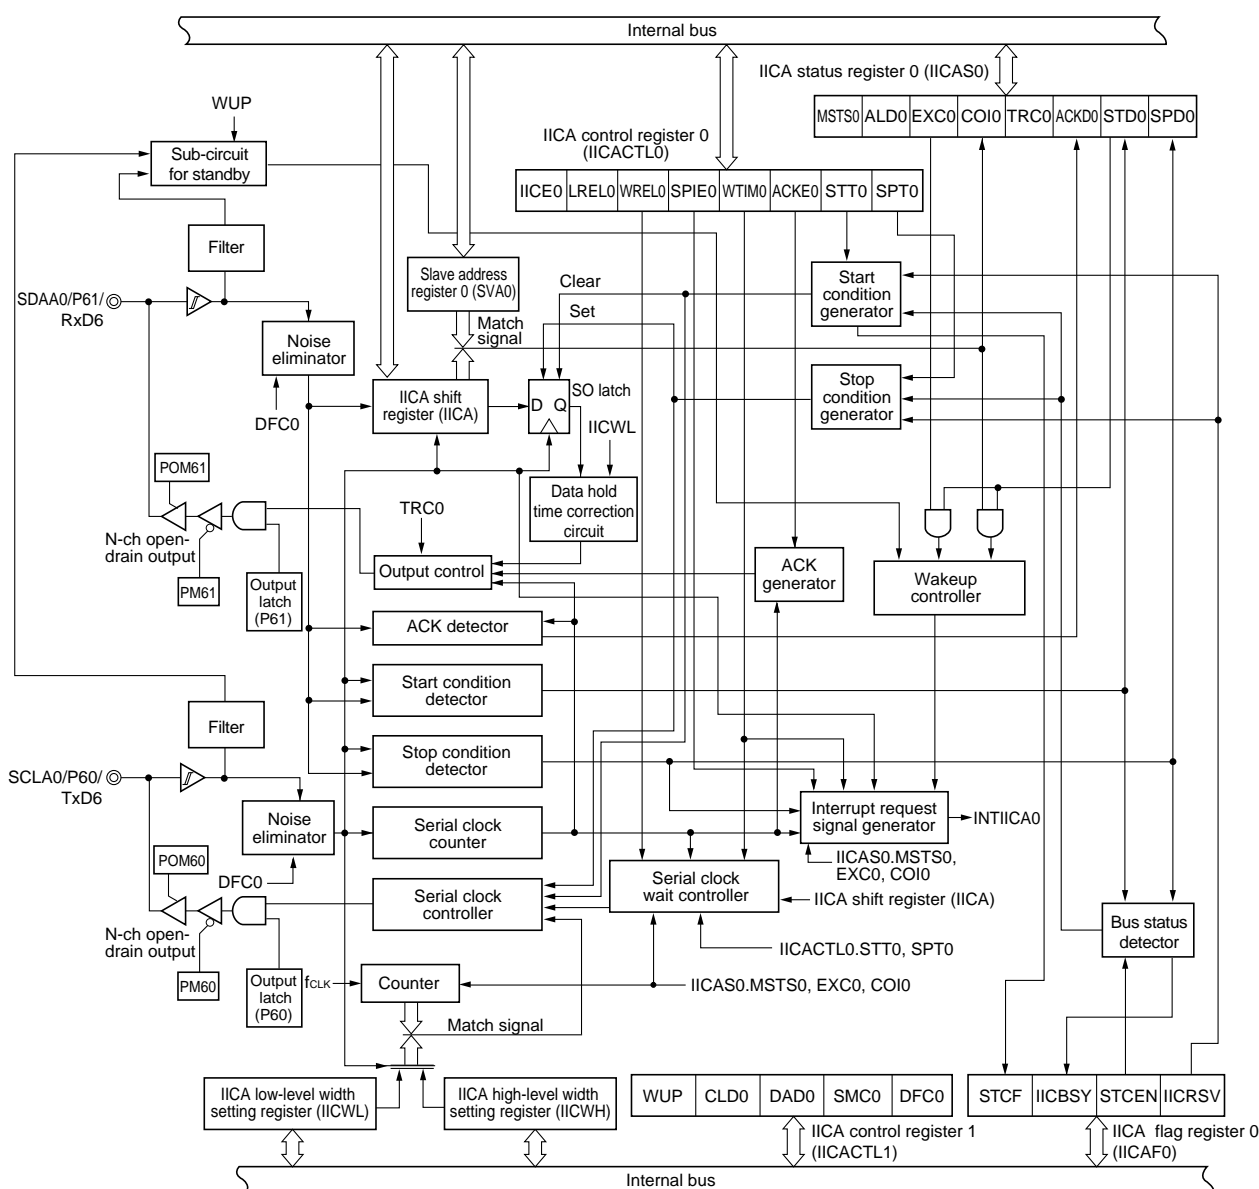 Internal bus
IICA status register 0 (IICAS0)
MSTS0 ALD0 EXC0 COI0 TRC0 ACKD0 STD0 SPD0
WUP
Sub-circuit
for standby
IICA control register 0
(IICACTL0)
IICE0 LREL0 WREL0 SPIE0 WTIM0 ACKE0 STT0 SPT0
Filter
Slave address
register 0 (SVA0)
Clear
Start
condition
generator
SDAA0/P61/
RxD6
Set
Match
signal
Noise
eliminator
DFC0
IICA shift
register (IICA)
D Q
SO latch
Stop
condition
generator
IICWL
POM61
Data hold
time correction
circuit
TRC0
N-ch open-
drain output
PM61
Output
latch
(P61)
Output control
ACK
generator
Wakeup
controller
ACK detector
Start condition
detector
Filter
Stop condition
detector
SCLA0/P60/
TxD6
Noise
eliminator
DFC0
Serial clock
counter
Interrupt request
signal generator
INTIICA0
IICAS0.MSTS0,
EXC0, COI0
POM60
Serial clock
controller
Serial clock
wait controller
IICA shift register (IICA)
N-ch open-
drain output
PM60
Output
latch
(P60)
IICACTL0.STT0, SPT0
Bus status
detector
fCLK
Counter
IICAS0.MSTS0, EXC0, COI0
Match signal
IICA low-level width
setting register (IICWL)
IICA high-level width
setting register (IICWH)
WUP CLD0 DAD0 SMC0 DFC0
STCF IICBSY STCEN IICRSV
IICA control register 1
(IICACTL1)
IICA flag register 0
(IICAF0)
Internal bus